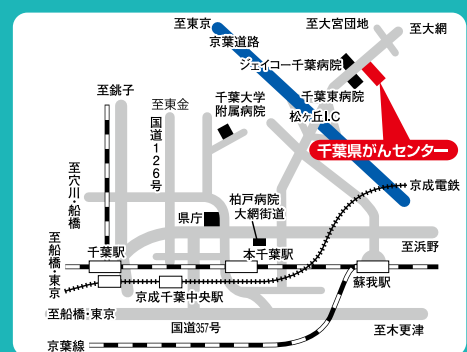 至東京
至大宮団地
至大網
京葉道路
ジェイコー千葉病院
至銚子
至東金
千葉大学
附属病院
千葉東病院
松ヶ丘I.C
国道126号
千葉県がんセンター
至穴川・船橋
京成電鉄
柏戸病院
大網街道
県庁
至船橋・東京
千葉駅
本千葉駅
至浜野
蘇我駅
京成千葉中央駅
至船橋・東京
国道357号
至木更津
京葉線